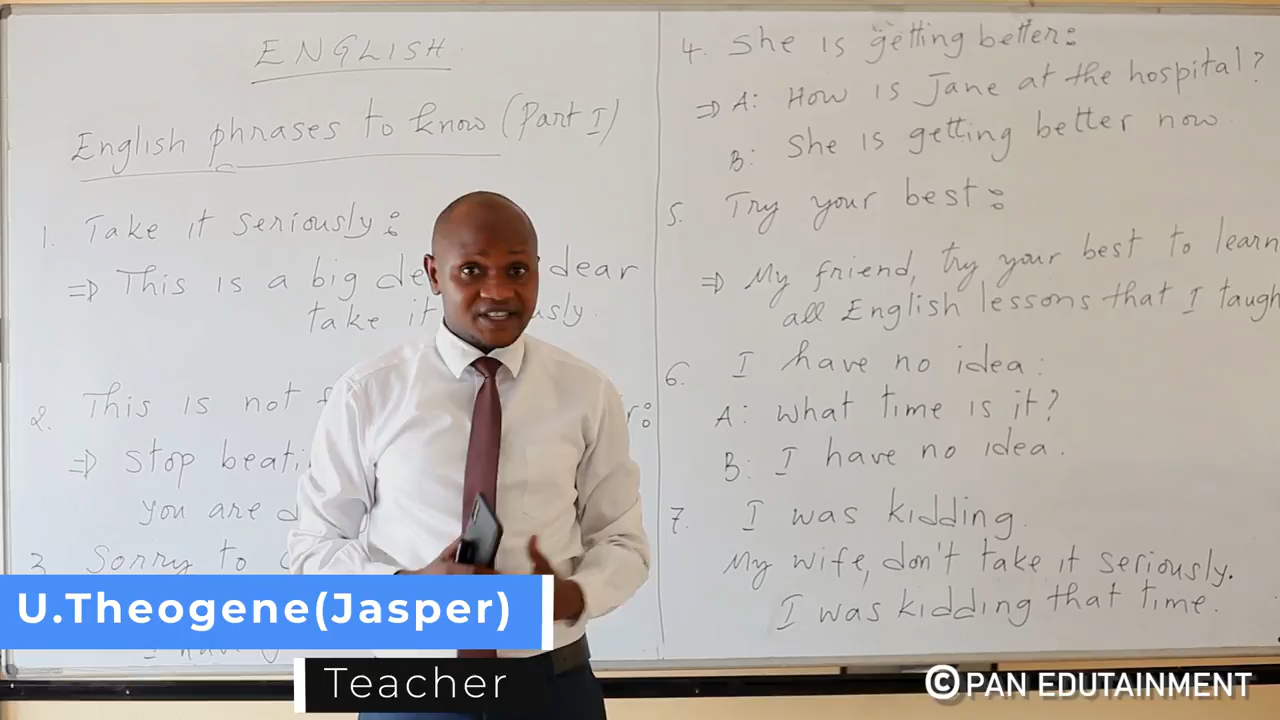 ENGLISH
English phrases to know (Part I)
1. Take it seriously:
⇒ This is a big dear
take it
2. This is not
⇒ Stop
you are
3. Sorry to
I
4. She is getting better:
⇒ A: How is Jane at the hospital?
B: She is getting better now.
5. Try your best:
⇒ My friend, try your best to learn
all English lessons that I taugh
6. I have no idea:
A: What time is it?
B: I have no idea.
7. I was kidding.
My wife, don't take it seriously.
I was kidding that time.
U.Theogene(Jasper)
Teacher
© PAN EDUTAINMENT